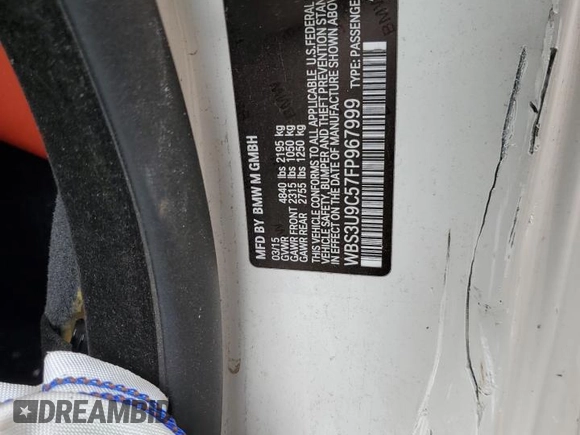 MFD BY BMW M GMBH
03/15
GVWR 4840 lbs 2195 kg
GAWR FRONT 2315 lbs 1050 kg
GAWR REAR 2755 lbs 1250 kg
THIS VEHICLE CONFORMS TO ALL APPLICABLE U.S. FEDERAL
VEHICLE SAFETY, BUMPER AND THEFT PREVENTION STAN
IN EFFECT ON THE DATE OF MANUFACTURE SHOWN ABOV
WBS3U9C57FP967999 TYPE: PASSENGE
DREAMBID